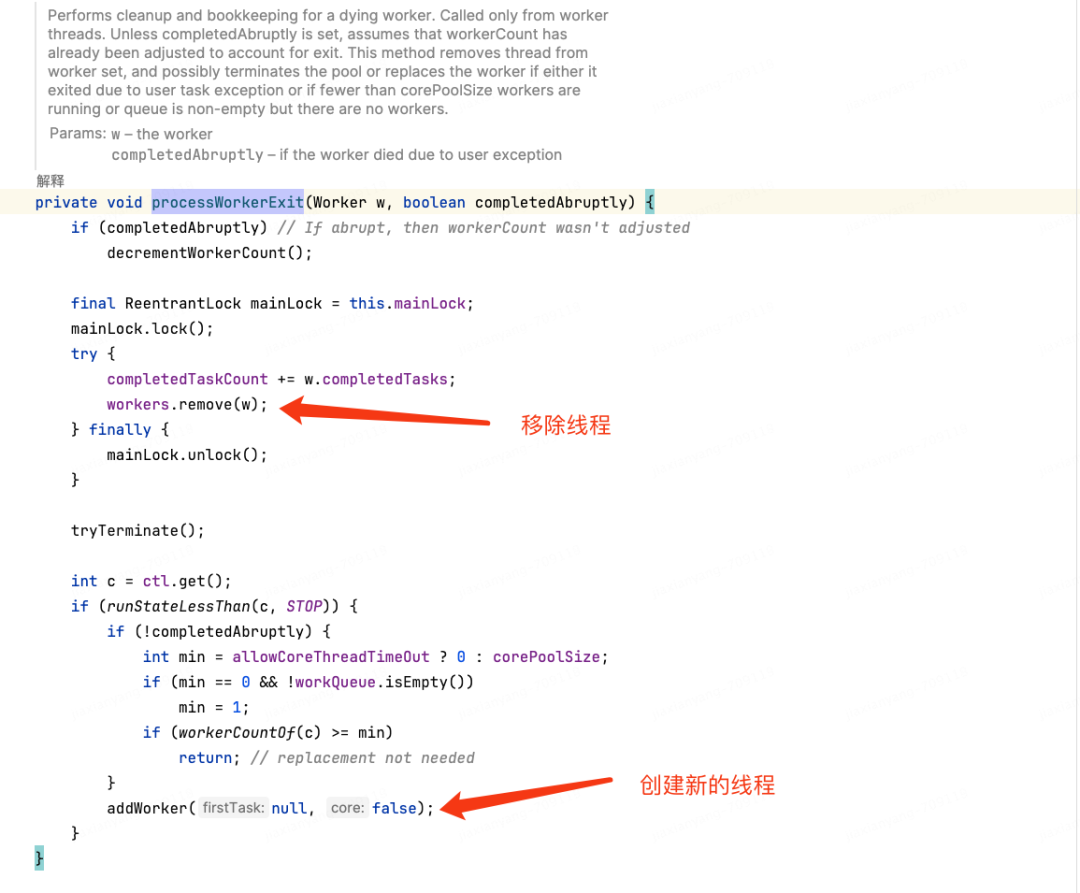 Performs cleanup and bookkeeping for a dying worker. Called only from worker
threads. Unless completedAbruptly is set, assumes that workerCount has
already been adjusted to account for exit. This method removes thread from
worker set, and possibly terminates the pool or replaces the worker if either it
exited due to user task exception or if fewer than corePoolSize workers are
running or queue is non-empty but there are no workers.
Params: w – the worker
completedAbruptly – if the worker died due to user exception
解释
private void processWorkerExit(Worker w, boolean completedAbruptly) {
if (completedAbruptly) // If abrupt, then workerCount wasn't adjusted
decrementWorkerCount();
final ReentrantLock mainLock = this.mainLock;
mainLock.lock();
try {
completedTaskCount += w.completedTasks;
workers.remove(w);
移除线程
} finally {
mainLock.unlock();
}
tryTerminate();
int c = ctl.get();
if (runStateLessThan(c, STOP)) {
if (!completedAbruptly) {
int min = allowCoreThreadTimeOut ? 0 : corePoolSize;
if (min == 0 && !workQueue.isEmpty())
min = 1;
if (workerCountOf(c) >= min)
return; // replacement not needed
}
addWorker( firstTask: null, core: false);
创建新的线程
}
}